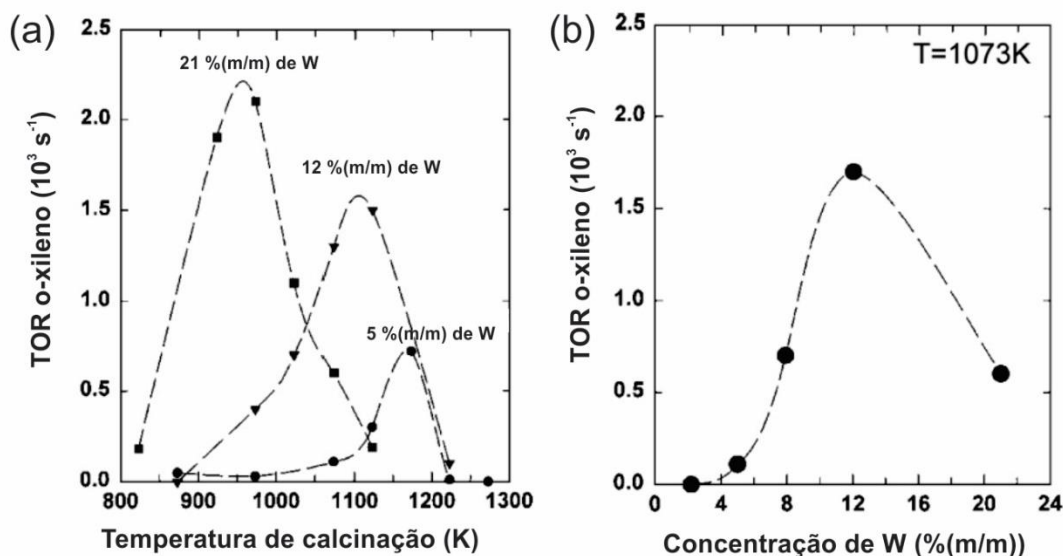 (a)
TOR o-xileno (10³ s⁻¹)
2.5
2.0
1.5
1.0
0.5
0.0
21 %(m/m) de W
12 %(m/m) de W
5 %(m/m) de W
800 900 1000 1100 1200 1300
Temperatura de calcinação (K)
(b)
TOR o-xileno (10³ s⁻¹)
2.5
2.0
1.5
1.0
0.5
0.0
T=1073K
0 4 8 12 16 20 24
Concentração de W (%(m/m))